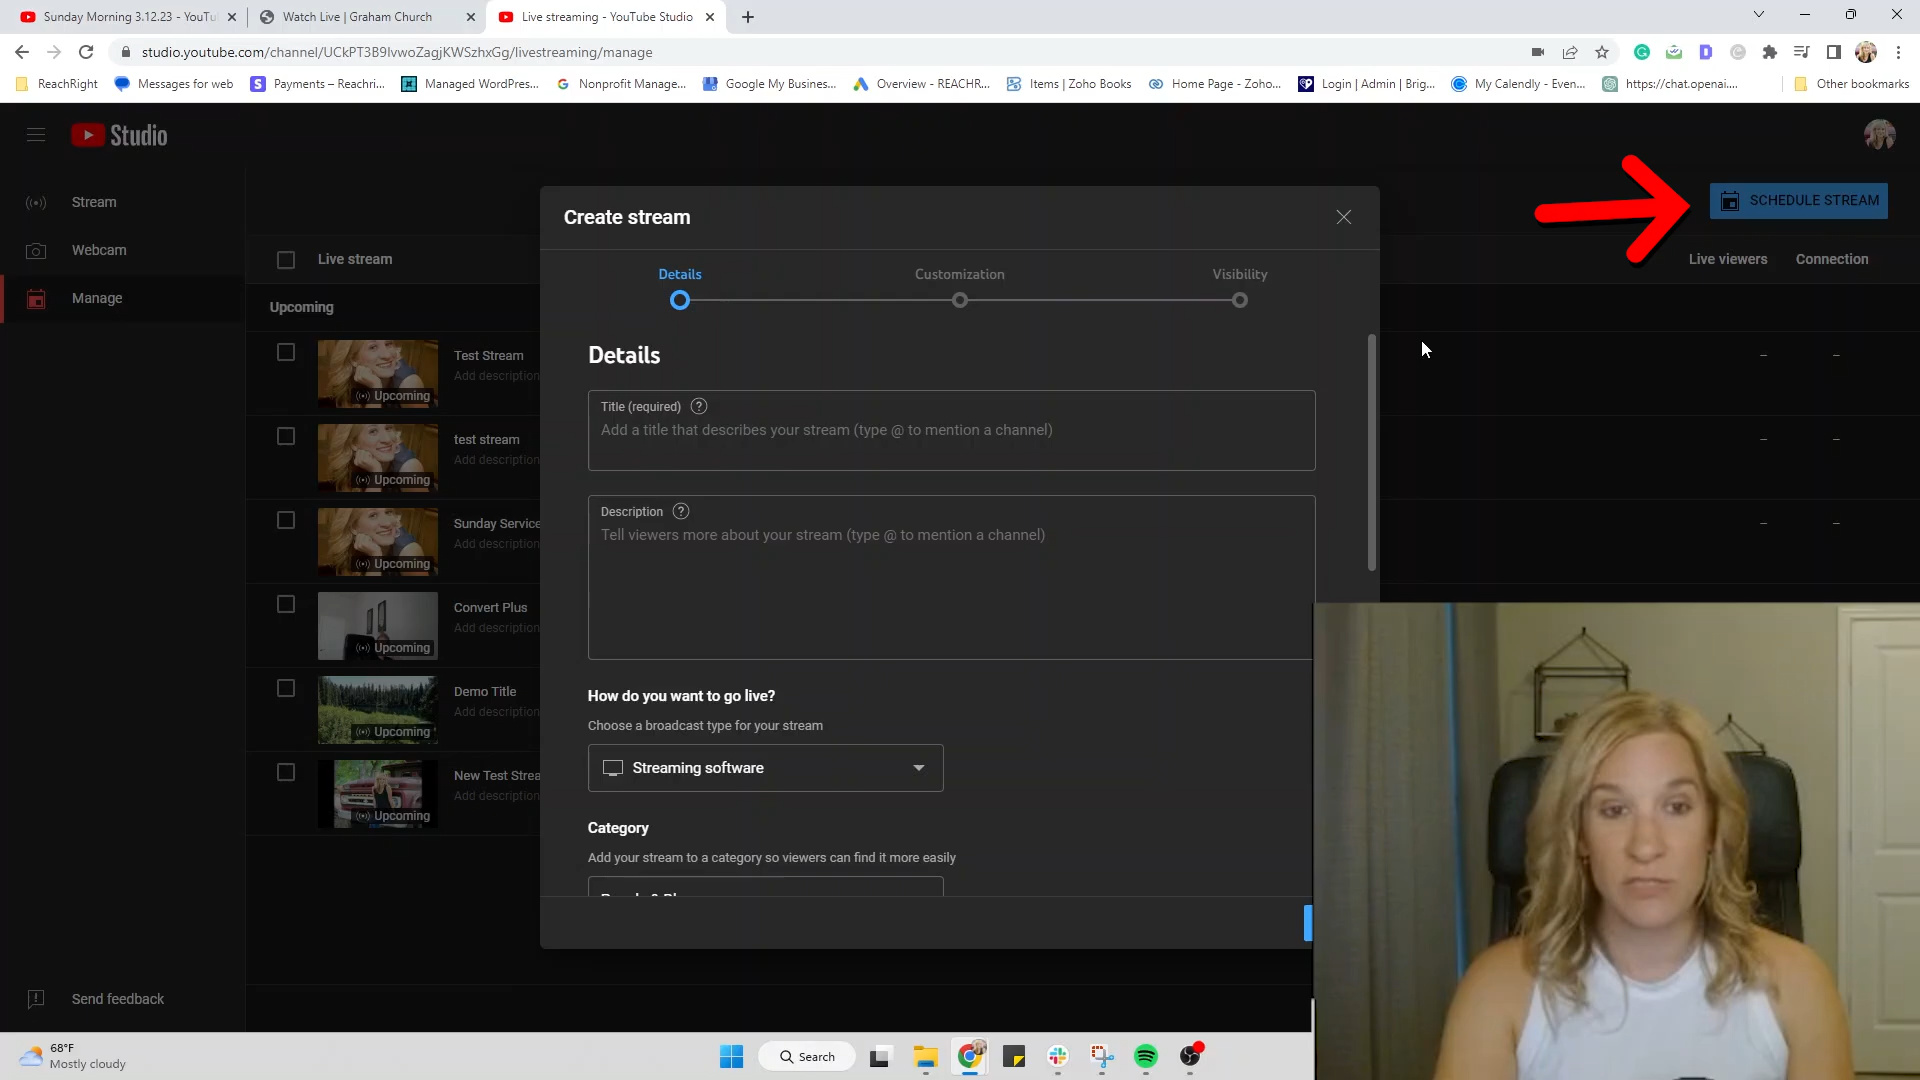 Sunday Morning 3.12.23 - YouTu
Watch Live | Graham Church
Live streaming - YouTube Studio
studio.youtube.com/channel/UCkPT3B9IvwoZagjKWSzhxGg/livestreaming/manage
ReachRight
Messages for web
Payments – Reachri...
Managed WordPres...
Nonprofit Manage...
Google My Busines...
Overview - REACHR...
Items | Zoho Books
Home Page - Zoho...
Login | Admin | Brig...
My Calendly - Even...
https://chat.openai....
Other bookmarks
Studio
Stream
Webcam
Manage
SCHEDULE STREAM
Live stream
Live viewers
Connection
Upcoming
Test Stream
Add description
Upcoming
test stream
Add description
Upcoming
Sunday Service
Add description
Upcoming
Convert Plus
Add description
Upcoming
Demo Title
Add description
Upcoming
New Test Strea
Add description
Upcoming
Create stream
Details
Customization
Visibility
Details
Title (required)
Add a title that describes your stream (type @ to mention a channel)
Description
Tell viewers more about your stream (type @ to mention a channel)
How do you want to go live?
Choose a broadcast type for your stream
Streaming software
Category
Add your stream to a category so viewers can find it more easily
Send feedback
68°F
Mostly cloudy
Search